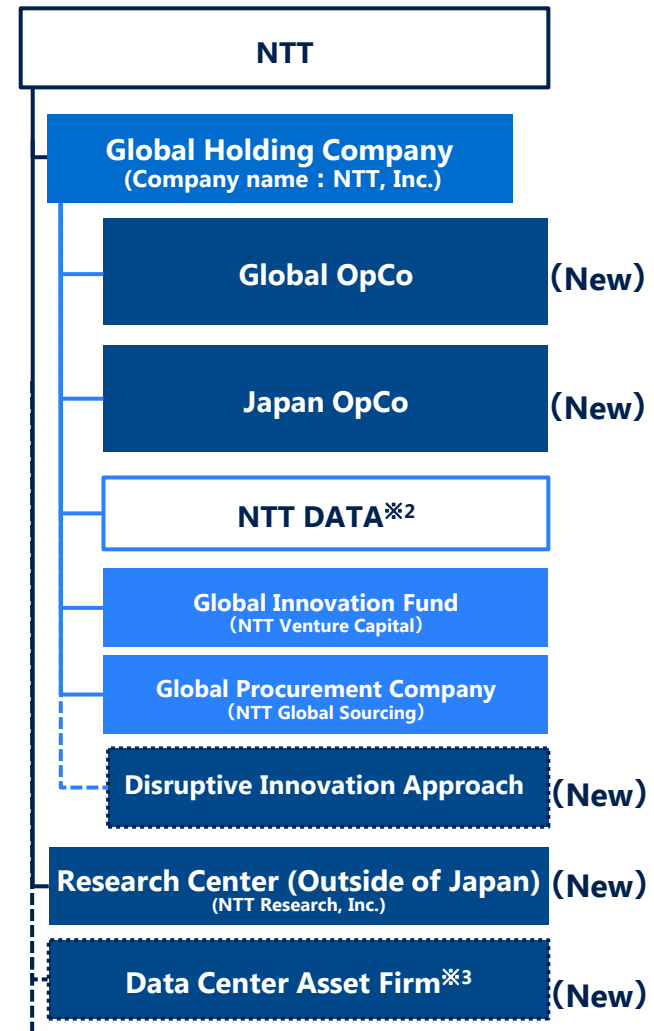 NTT
Global Holding Company
(Company name：NTT, Inc.)
Global OpCo
（New）
Japan OpCo
（New）
NTT DATA※2
Global Innovation Fund
（NTT Venture Capital）
Global Procurement Company
（NTT Global Sourcing）
Disruptive Innovation Approach
（New）
Research Center (Outside of Japan)
（New）
(NTT Research, Inc.)
Data Center Asset Firm※3
（New）